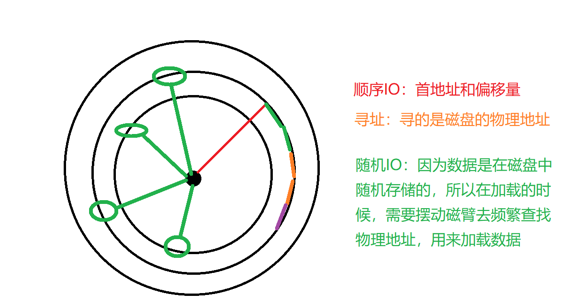 顺序IO：首地址和偏移量
寻址：寻的是磁盘的物理地址
随机IO：因为数据是在磁盘中
随机存储的，所以在加载的时
候，需要摆动磁臂去频繁查找
物理地址，用来加载数据